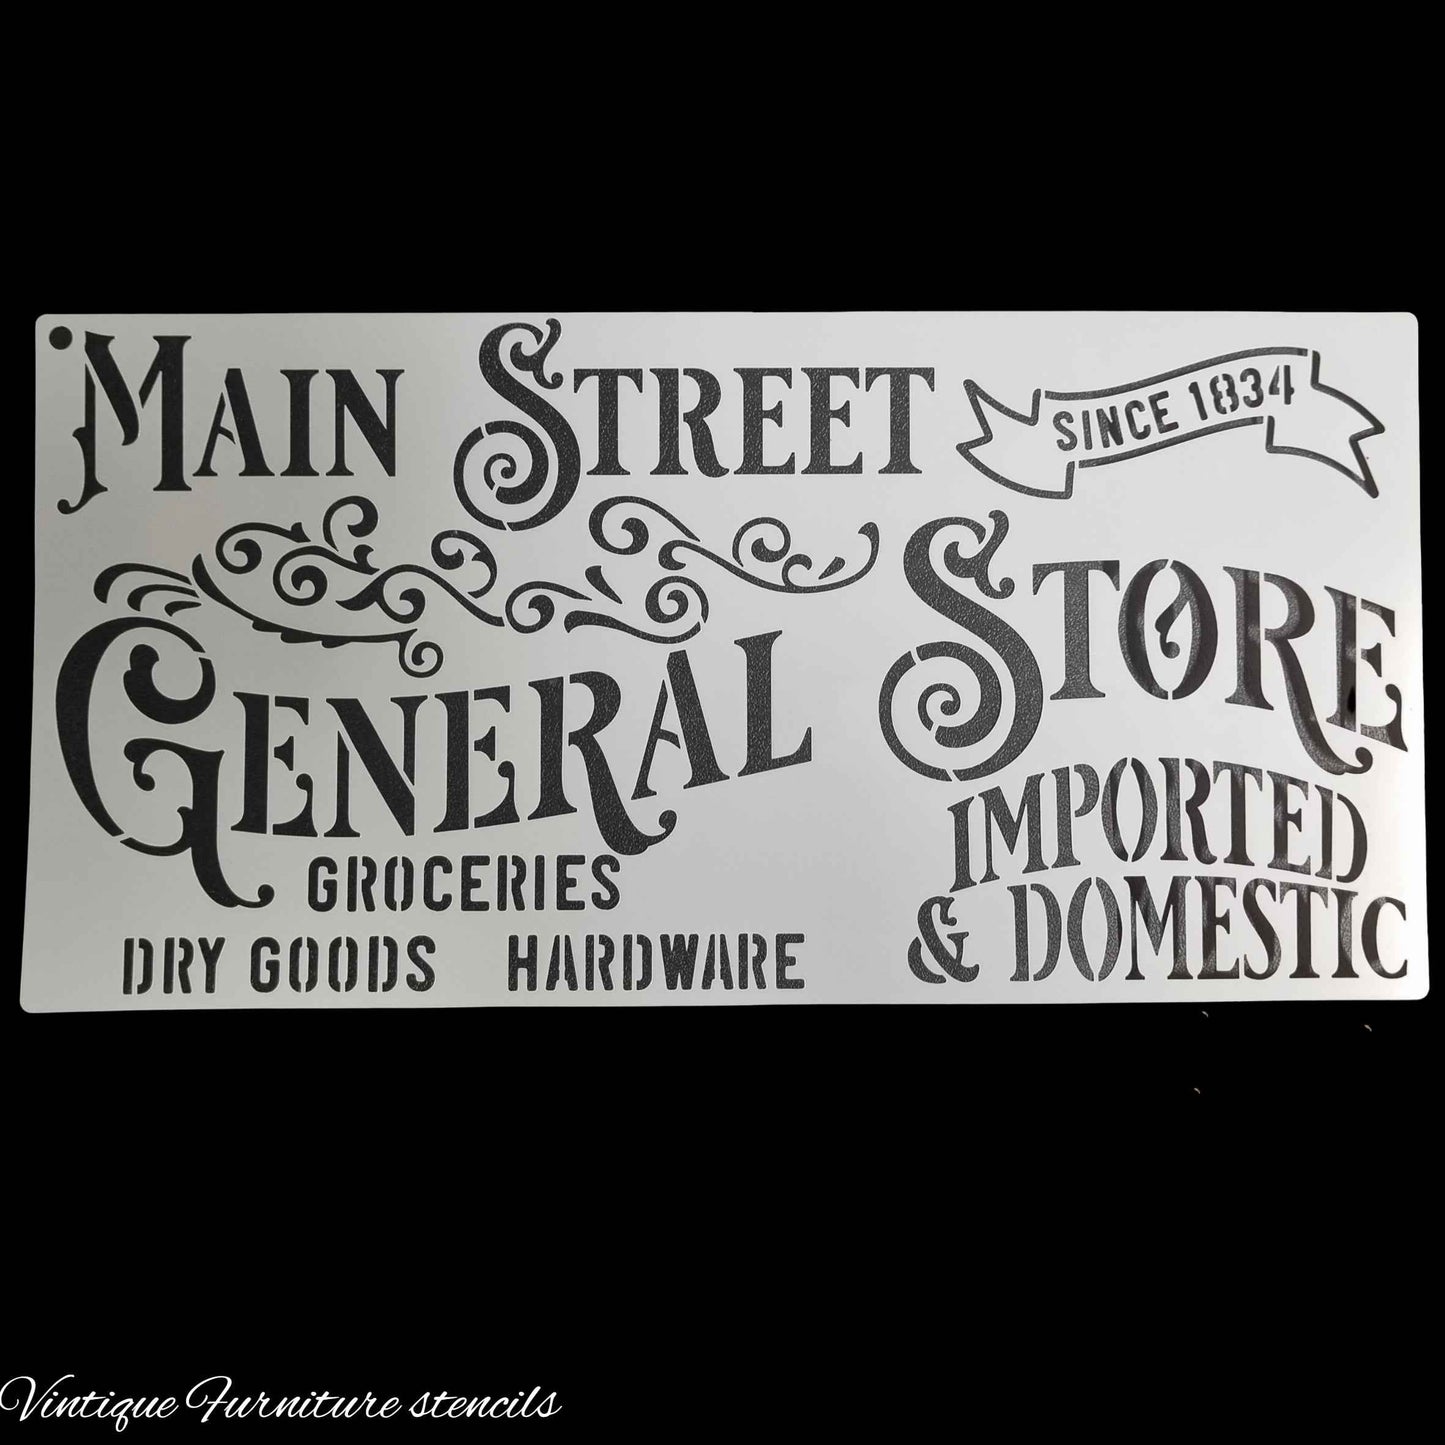 MAIN STREET
SINCE 1834
GENERAL STORE
GROCERIES
DRY GOODS HARDWARE
IMPORTED
& DOMESTIC
Vintique Furniture stencils